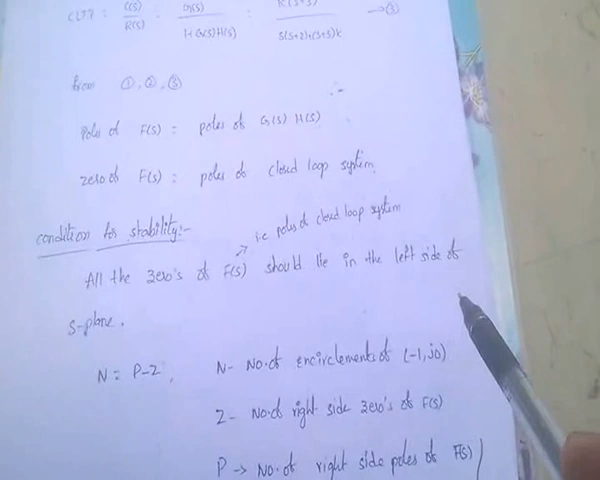 CLTF : C(S)/R(S) = G(S)/1+G(S)H(S) = K(S+3)/S(S+2)+(S+3)K → ③
from ①, ②, ③
poles of F(S) = poles of G(S) H(S)
zero of F(S) = poles of closed loop system.
condition for stability:-
i.e poles of closed loop system
All the zero's of F(S) should lie in the left side of
S-plane.
N = P-Z, N- No. of encirclements of (-1,j0)
Z- No. of right side zero's of F(S)
P → No. of right side poles of F(S)